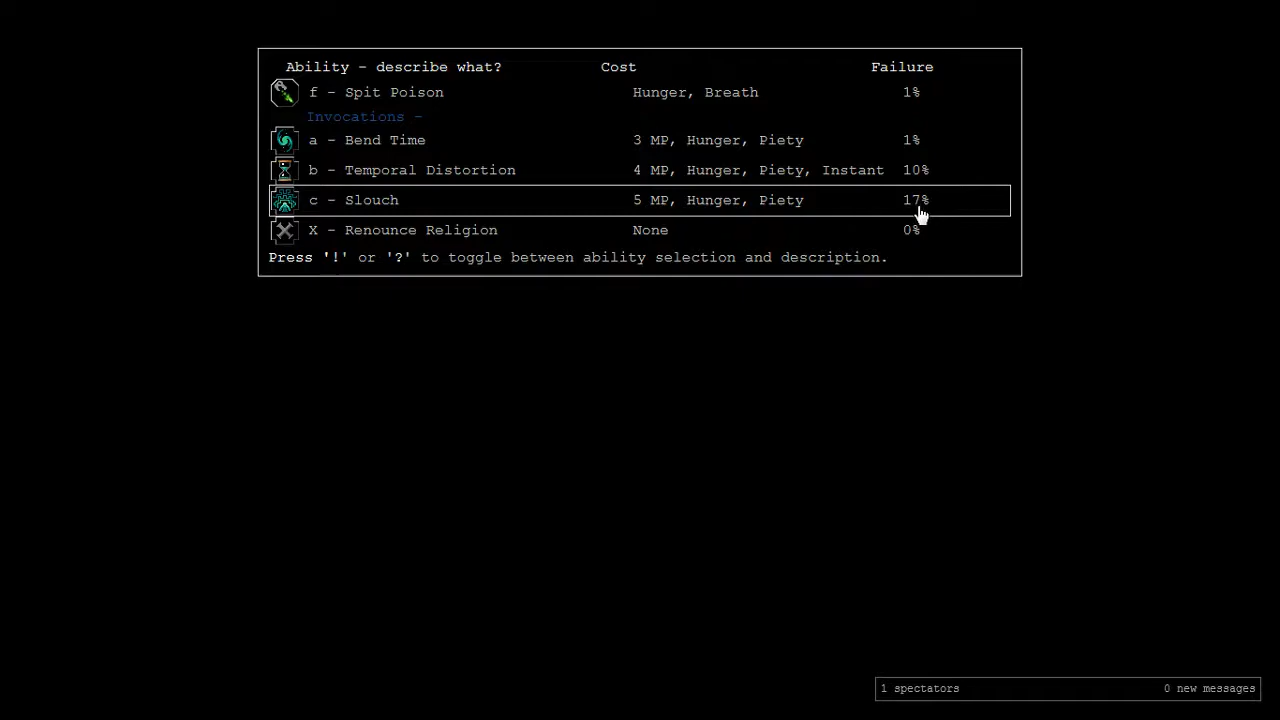 Ability - describe what? Cost Failure
f - Spit Poison Hunger, Breath 1%
Invocations -
a - Bend Time 3 MP, Hunger, Piety 1%
b - Temporal Distortion 4 MP, Hunger, Piety, Instant 10%
c - Slouch 5 MP, Hunger, Piety 17%
X - Renounce Religion None 0%
Press '!' or '?' to toggle between ability selection and description.
1 spectators 0 new messages